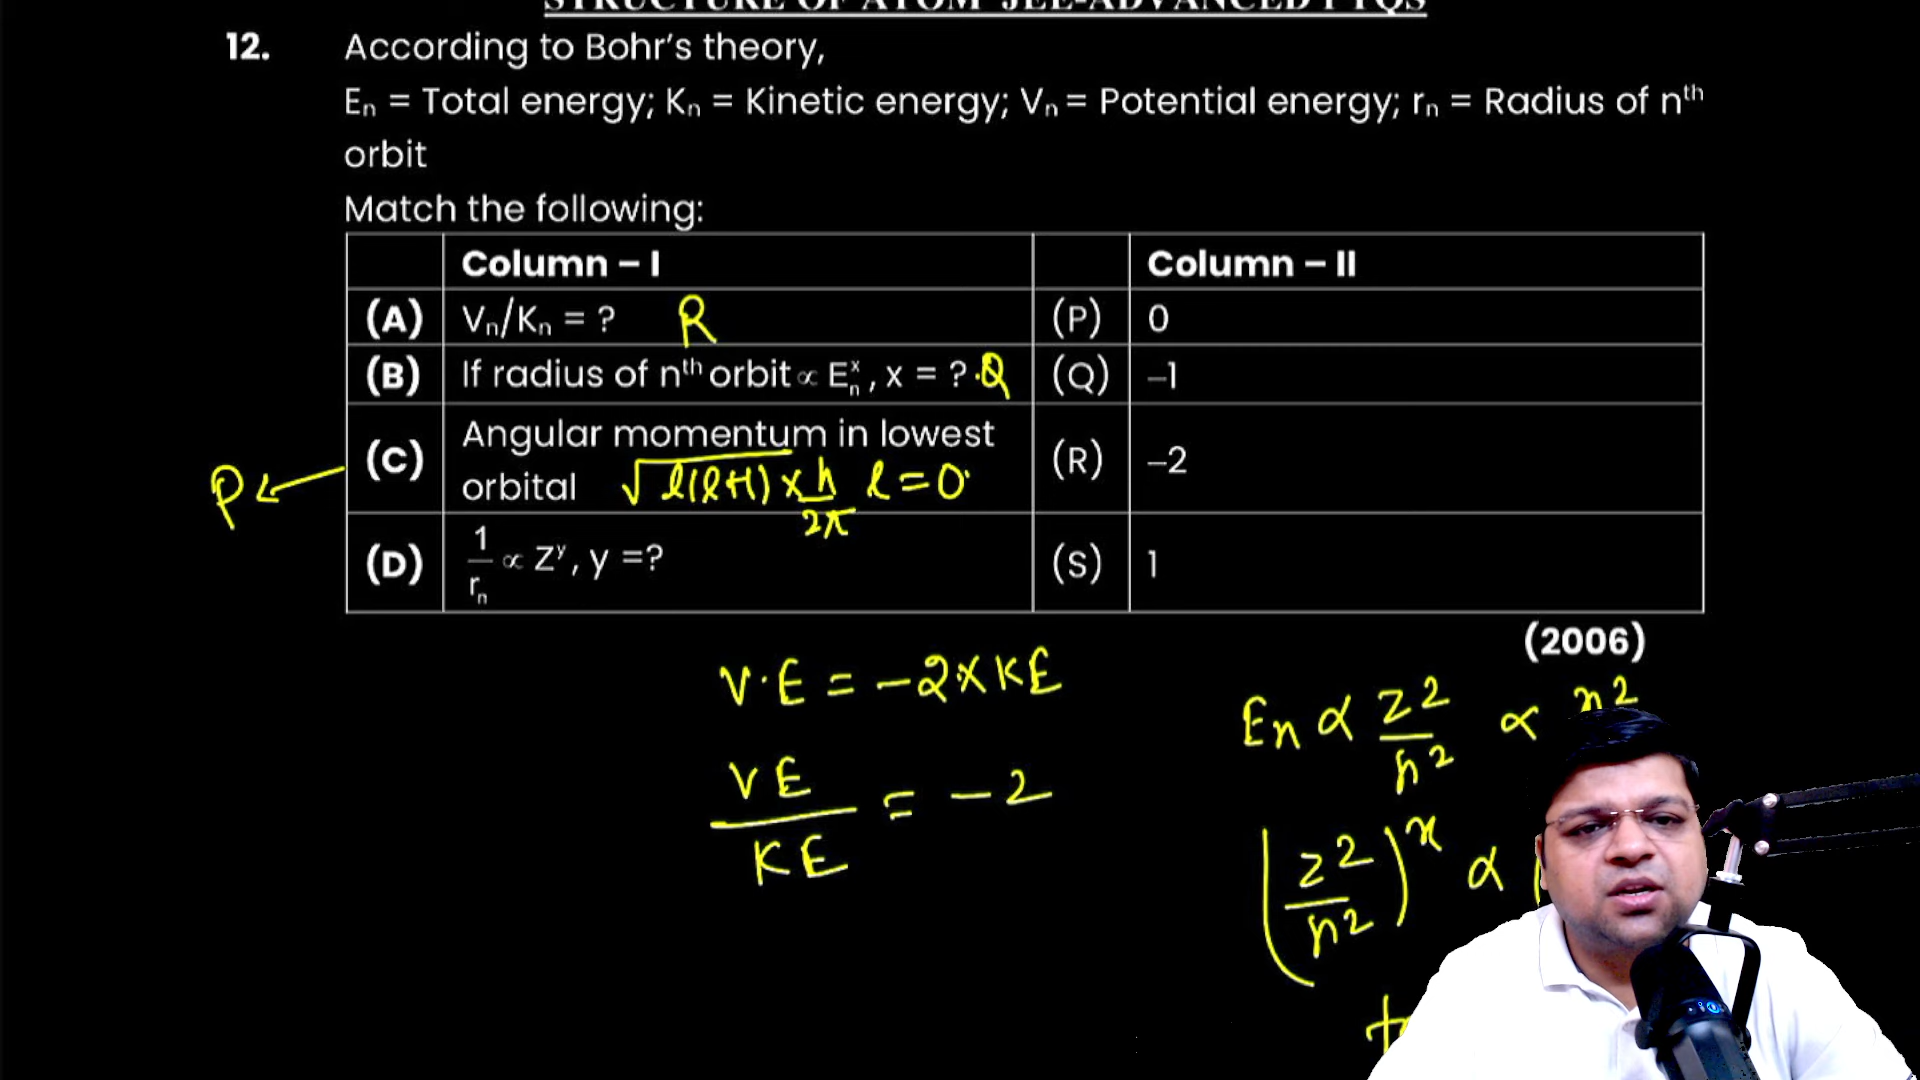 STRUCTURE OF ATOM JEE-ADVANCED PYQS
12. According to Bohr's theory,
Eₙ = Total energy; Kₙ = Kinetic energy; Vₙ = Potential energy; rₙ = Radius of nᵗʰ
orbit
Match the following:
Column – I Column – II
(A) Vₙ/Kₙ = ? R (P) 0
(B) If radius of nᵗʰ orbit ∝ Eₙˣ, x = ? Q (Q) –1
(C) Angular momentum in lowest
orbital √l(l+1) × h/2π l = 0 (R) –2
P ←
(D) 1/rₙ ∝ Zʸ, y =? (S) 1
(2006)
V.E = -2×KE
VE/KE = -2
En ∝ Z²/n² ∝ n²
(Z²/n²)ˣ ∝